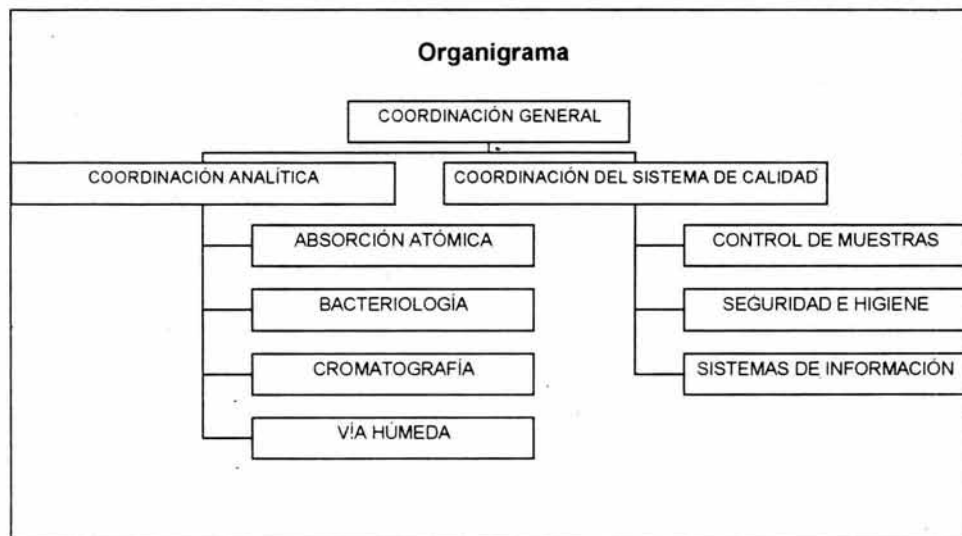 Organigrama
COORDINACIÓN GENERAL
COORDINACIÓN ANALÍTICA
COORDINACIÓN DEL SISTEMA DE CALIDAD
ABSORCIÓN ATÓMICA
BACTERIOLOGÍA
CROMATOGRAFÍA
VÍA HÚMEDA
CONTROL DE MUESTRAS
SEGURIDAD E HIGIENE
SISTEMAS DE INFORMACIÓN